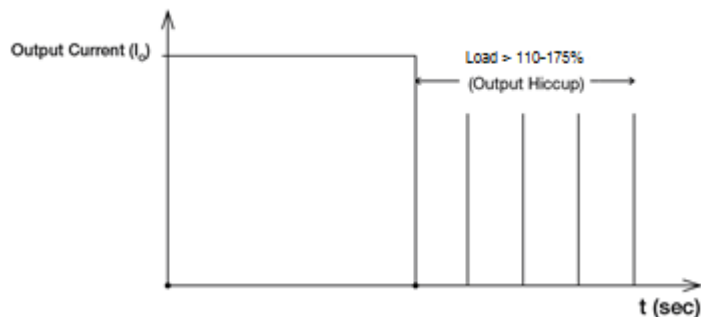 Output Current (Io)
Load > 110-175%
(Output Hiccup)
t (sec)